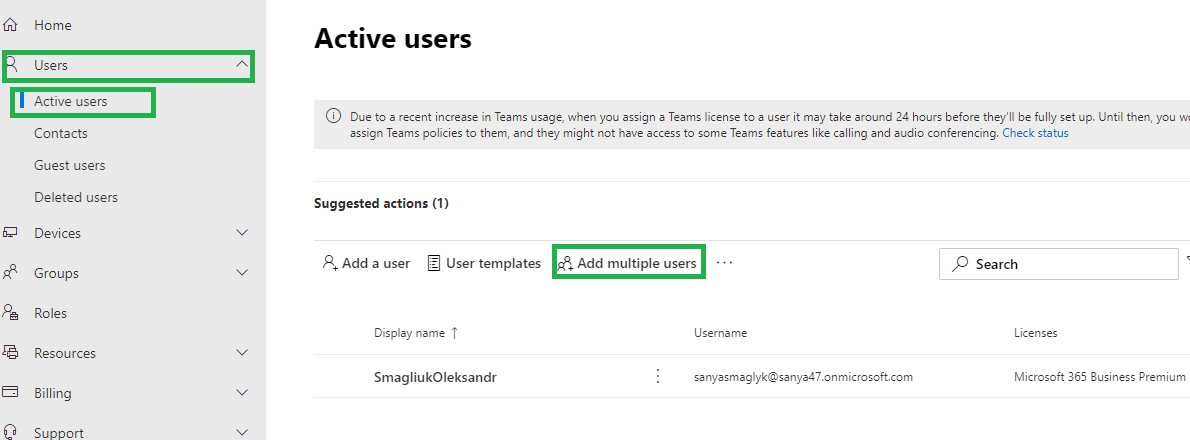 Home
Users
Active users
Contacts
Guest users
Deleted users
Devices
Groups
Roles
Resources
Billing
Support
Active users
Due to a recent increase in Teams usage, when you assign a Teams license to a user it may take around 24 hours before they'll be fully set up. Until then, you
assign Teams policies to them, and they might not have access to some Teams features like calling and audio conferencing. Check status
Suggested actions (1)
Add a user User templates Add multiple users ... Search
Display name ↑ Username Licenses
SmagliukOleksandr sanyasmaglyk@sanya47.onmicrosoft.com Microsoft 365 Business Premium